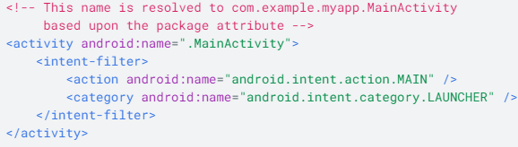 <!-- This name is resolved to com.example.myapp.MainActivity
     based upon the package attribute -->
<activity android:name=".MainActivity">
    <intent-filter>
        <action android:name="android.intent.action.MAIN" />
        <category android:name="android.intent.category.LAUNCHER" />
    </intent-filter>
</activity>